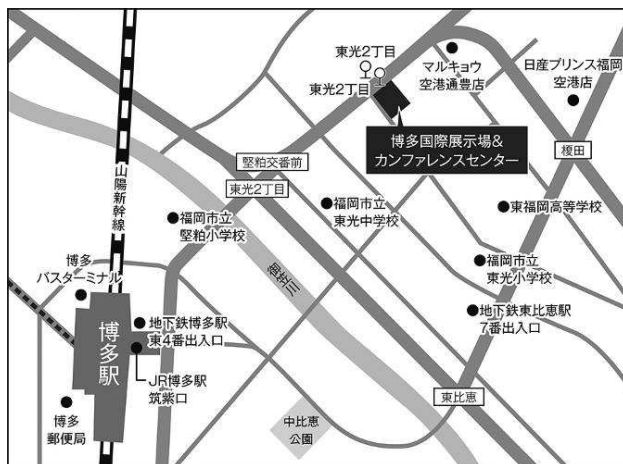 東光2丁目
東光2丁目
マルキョウ
空港通豊店
日産プリンス福岡
空港店
博多国際展示場&
カンファレンスセンター
堅粕交番前
東光2丁目
榎田
山陽新幹線
福岡市立
堅粕小学校
福岡市立
東光中学校
東福岡高等学校
御笠川
福岡市立
東光小学校
博多
バスターミナル
地下鉄博多駅
東4番出入口
地下鉄東比恵駅
7番出入口
博多駅
JR博多駅
筑紫口
東比恵
博多
郵便局
中比恵
公園